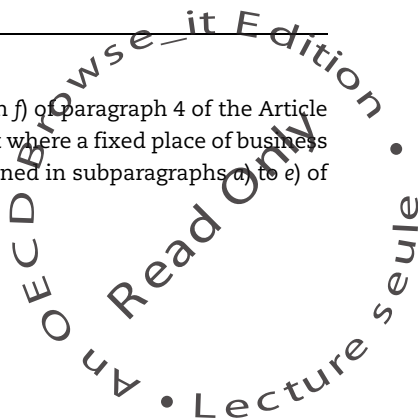 n f) of paragraph 4 of the Article
where a fixed place of business
ned in subparagraphs a) to e) of
An OECD Browse_it Edition •
Read Only
• Lecture seule